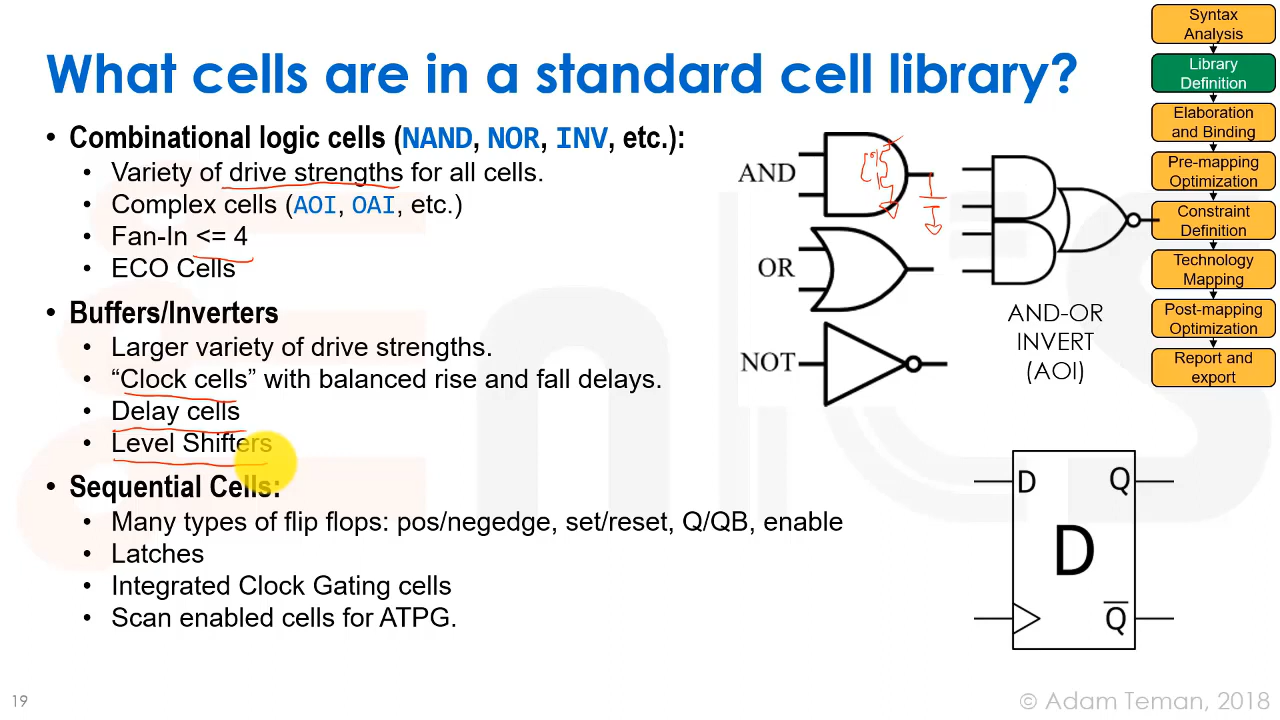 What cells are in a standard cell library?
• Combinational logic cells (NAND, NOR, INV, etc.):
• Variety of drive strengths for all cells.
• Complex cells (AOI, OAI, etc.)
• Fan-In <= 4
• ECO Cells
• Buffers/Inverters
• Larger variety of drive strengths.
• “Clock cells” with balanced rise and fall delays.
• Delay cells
• Level Shifters
• Sequential Cells:
• Many types of flip flops: pos/negedge, set/reset, Q/QB, enable
• Latches
• Integrated Clock Gating cells
• Scan enabled cells for ATPG.
AND
OR
NOT
AND-OR
INVERT
(AOI)
D
Q
D
Q̅
Syntax
Analysis
Library
Definition
Elaboration
and Binding
Pre-mapping
Optimization
Constraint
Definition
Technology
Mapping
Post-mapping
Optimization
Report and
export
19
© Adam Teman, 2018